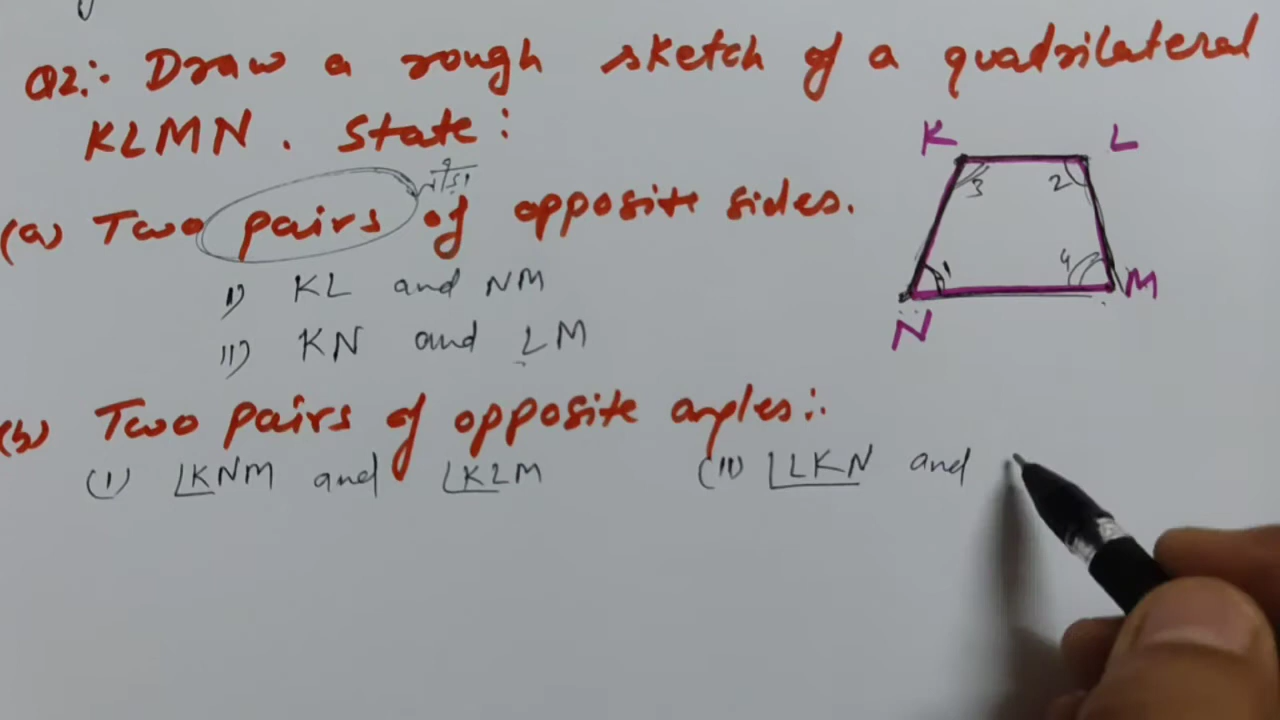 Q2:- Draw a rough sketch of a quadrilateral
KLMN. State:
(a) Two pairs of opposite sides.
i) KL and NM
ii) KN and LM
(b) Two pairs of opposite angles:-
(i) ∠KNM and ∠KLM (ii) ∠LKN and
K L
3 2
1 4
N M